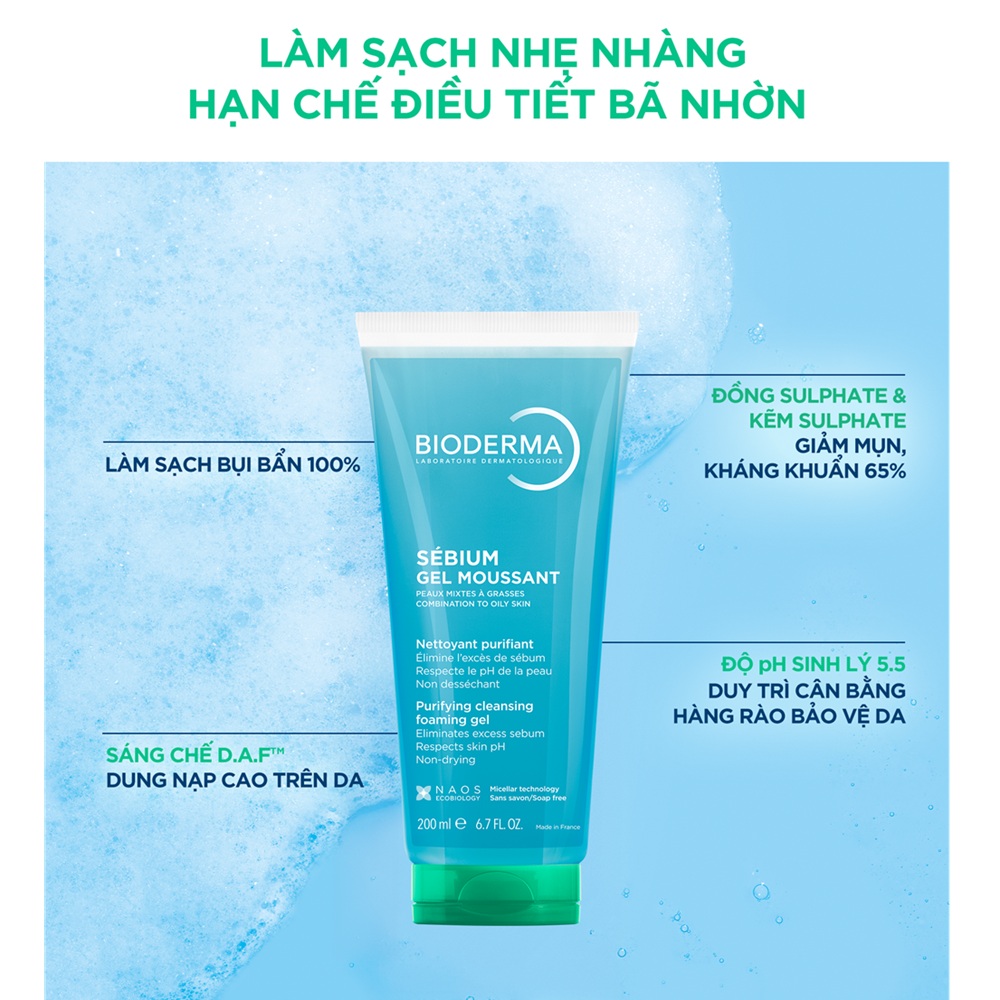 LÀM SẠCH NHẸ NHÀNG
HẠN CHẾ ĐIỀU TIẾT BÃ NHỜN
LÀM SẠCH BỤI BẨN 100%
SÁNG CHẾ D.A.F™
DUNG NẠP CAO TRÊN DA
BIODERMA
LABORATOIRE DERMATOLOGIQUE
SÉBIUM
GEL MOUSSANT
PEAUX MIXTES À GRASSES
COMBINATION TO OILY SKIN
Nettoyant purifiant
Élimine l'excès de sébum
Respecte le pH de la peau
Non desséchant
Purifying cleansing
foaming gel
Eliminates excess sebum
Respects skin pH
Non-drying
NAOS
ECOBIOLOGY
Micellar technology
Sans savon/Soap free
200 ml e 6.7 FL. OZ.
Made in France
ĐỒNG SULPHATE &
KẼM SULPHATE
GIẢM MỤN,
KHÁNG KHUẨN 65%
ĐỘ pH SINH LÝ 5.5
DUY TRÌ CÂN BẰNG
HÀNG RÀO BẢO VỆ DA